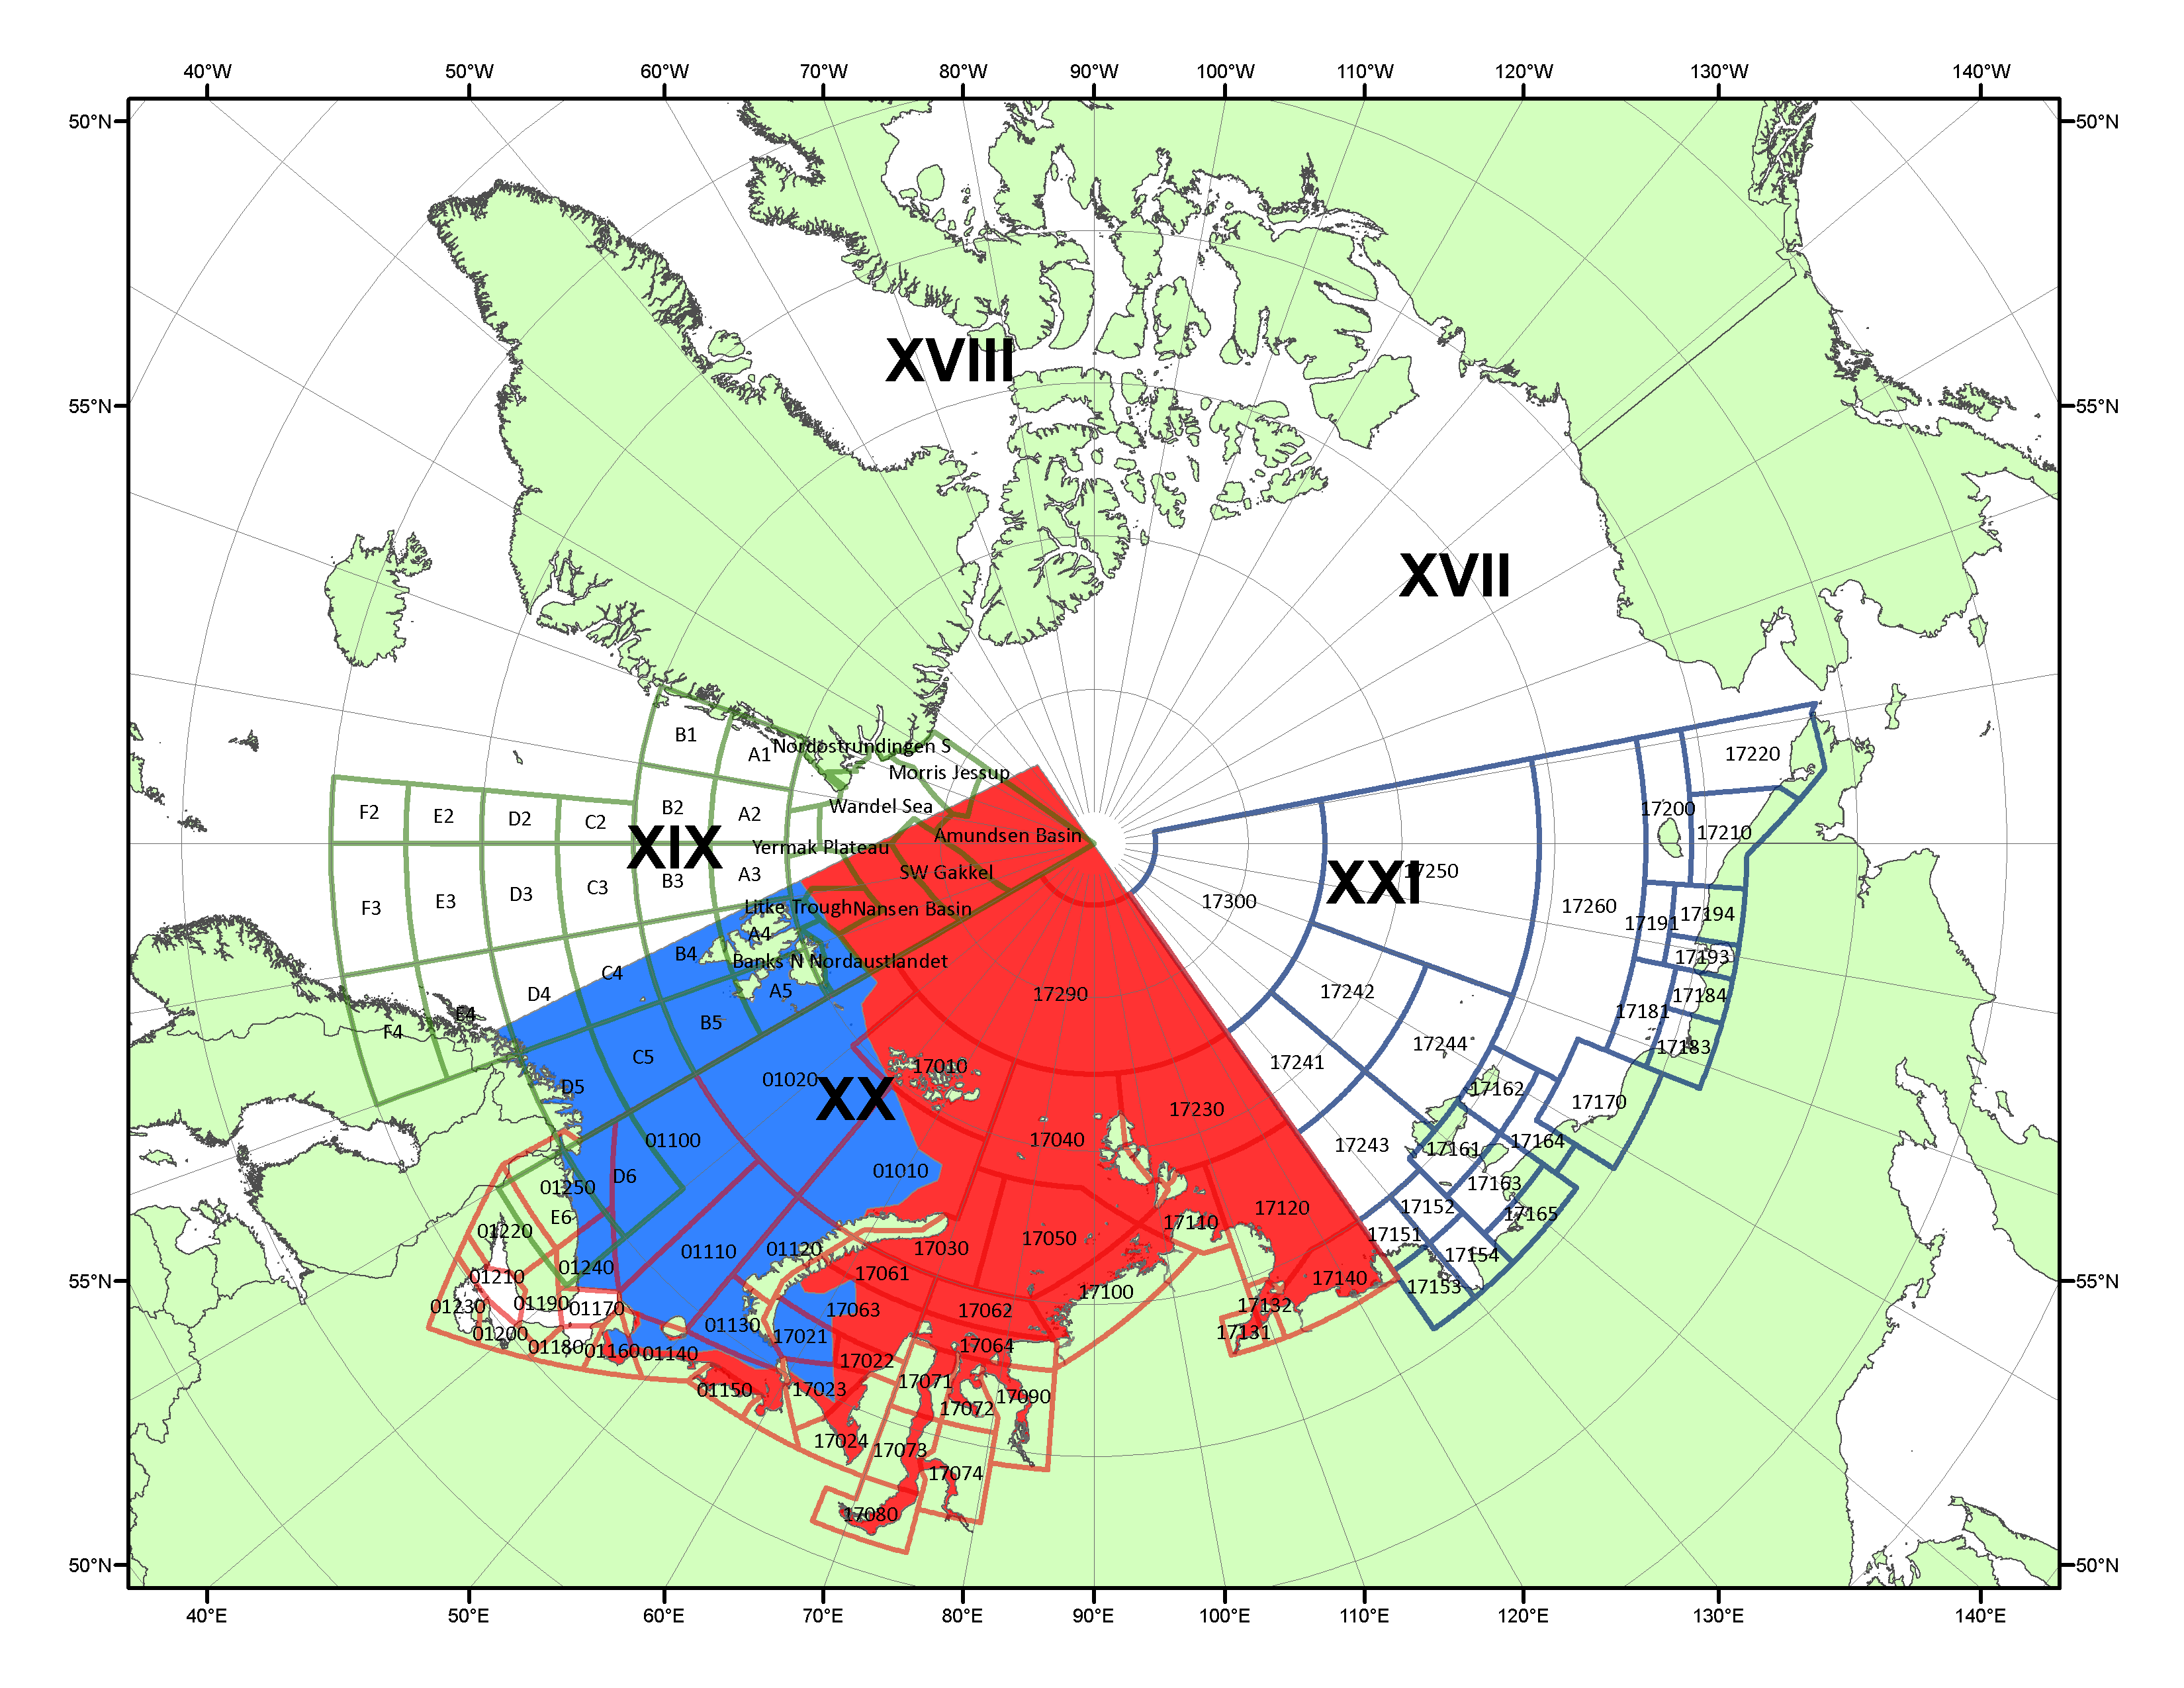 40°W 50°W 60°W 70°W 80°W 90°W 100°W 110°W 120°W 130°W 140°W
50°N 50°N
XVIII
55°N 55°N
XVII
B1
A1 Nordostrundingen S
17220
Morris Jessup
F2 E2 D2 C2 B2 A2 Wandel Sea
17200
17210
XIX
Yermak Plateau
Amundsen Basin
XXI
17250
F3 E3 D3 C3 B3 A3
SW Gakkel
17300
17260
17191 17194
Litke Trough Nansen Basin
A4
B4
Banks N Nordaustlandet
17193
C4
D4
A5
17290
17242
17184
E4
F4
B5
17181
C5
17244
17183
D5
01020
17010
17241
17162
17170
XX
17230
01100
17040
17243
17161 17164
D6
01010
01250
17163
E6
17120
17152
17165
01220
17110
17151
01110 01120
17030
17050
17154
01240
01210
17061
17140
17153
01230 01190 01170
17063
17062
17100
17132
01200
01130
17021
17131
01180 01160 01140
17022
17064
01150
17023
17071
17072
17090
17024
17073
17074
17080
55°N 55°N
50°N 50°N
40°E 50°E 60°E 70°E 80°E 90°E 100°E 110°E 120°E 130°E 140°E